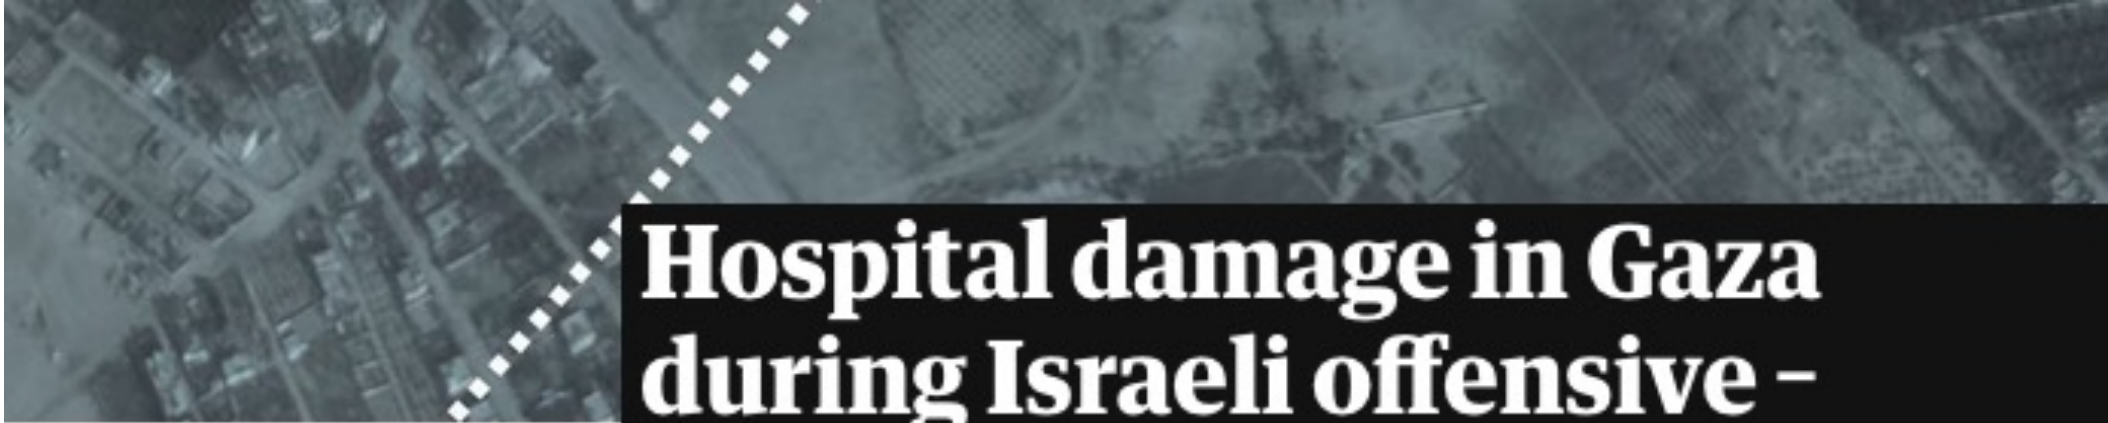 Hospital damage in Gaza
during Israeli offensive –